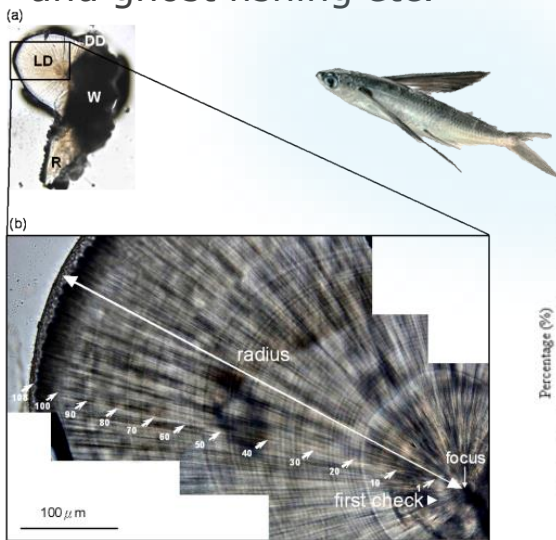 and ghost fishing etc.
(a)
DD
LD
W
R
(b)
radius
108
100
90
80
70
60
50
40
30
20
10
1
focus
first check
100 μm
Percentage (%)